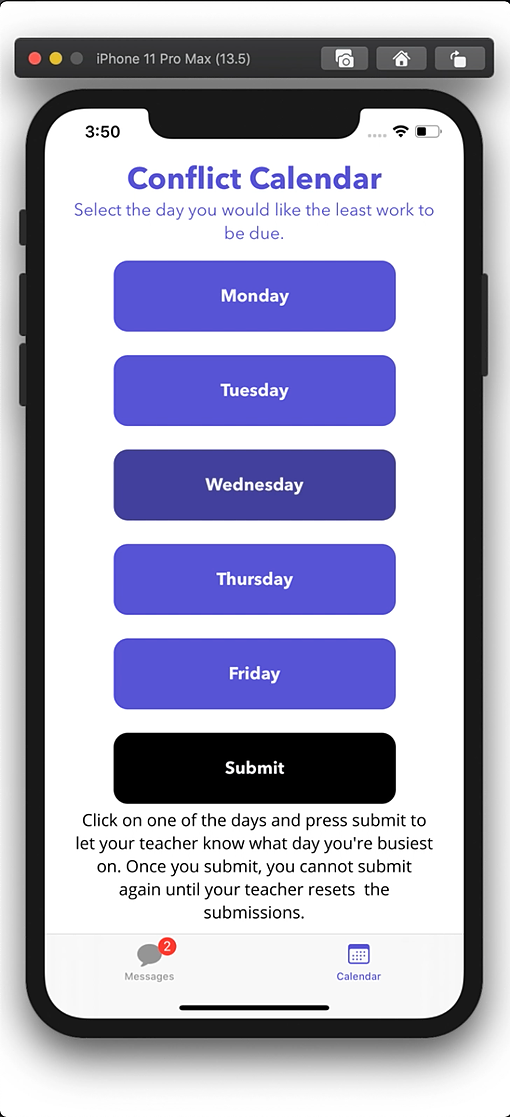 iPhone 11 Pro Max (13.5)
3:50
Conflict Calendar
Select the day you would like the least work to
be due.
Monday
Tuesday
Wednesday
Thursday
Friday
Submit
Click on one of the days and press submit to
let your teacher know what day you're busiest
on. Once you submit, you cannot submit
again until your teacher resets  the
submissions.
2
Messages
Calendar